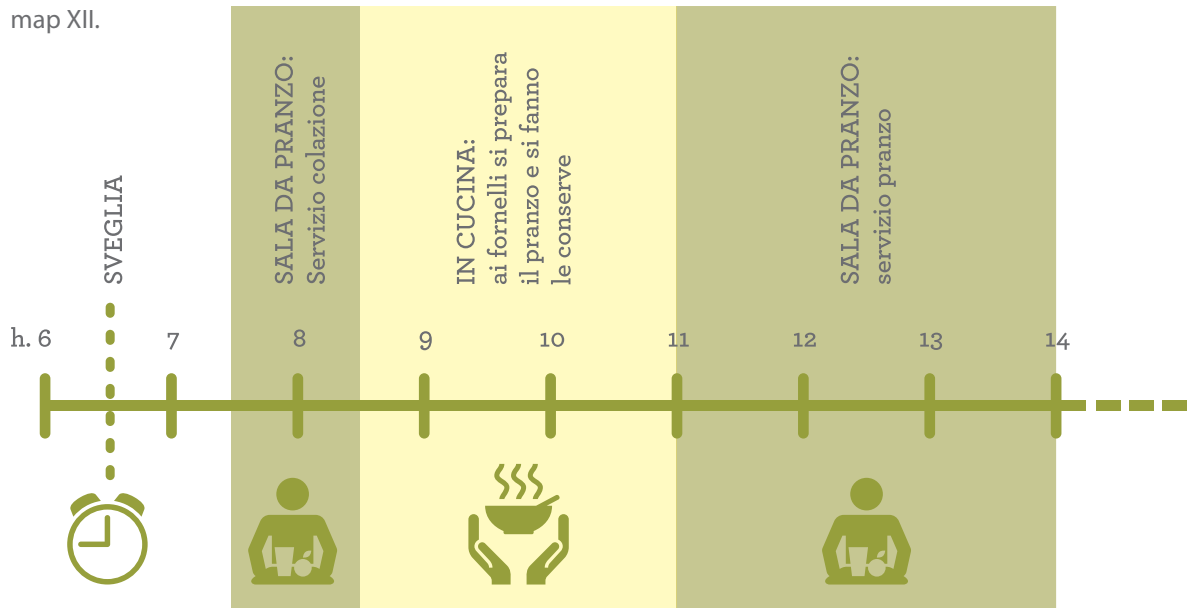 map XII.
SVEGLIA
SALA DA PRANZO:
Servizio colazione
IN CUCINA:
ai fornelli si prepara
il pranzo e si fanno
le conserve
SALA DA PRANZO:
servizio pranzo
h. 6 7 8 9 10 11 12 13 14